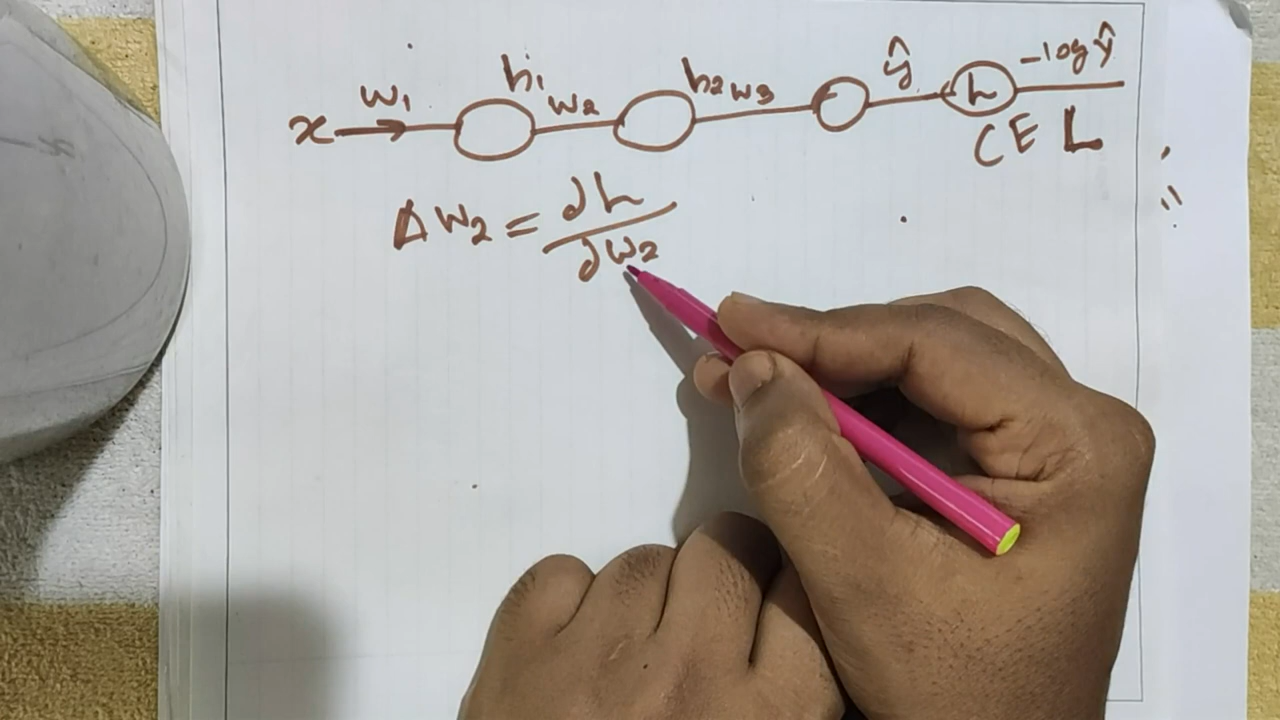 x w₁ h₁ w₂ h₂ w₃ ŷ L -log ŷ
CE L
Δw₂ = ∂L
∂w₂